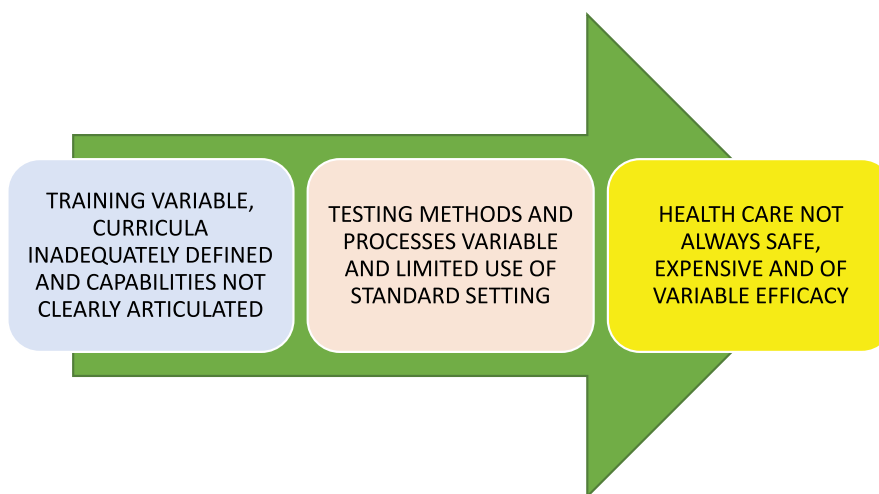 TRAINING VARIABLE,
CURRICULA
INADEQUATELY DEFINED
AND CAPABILITIES NOT
CLEARLY ARTICULATED
TESTING METHODS AND
PROCESSES VARIABLE
AND LIMITED USE OF
STANDARD SETTING
HEALTH CARE NOT
ALWAYS SAFE,
EXPENSIVE AND OF
VARIABLE EFFICACY